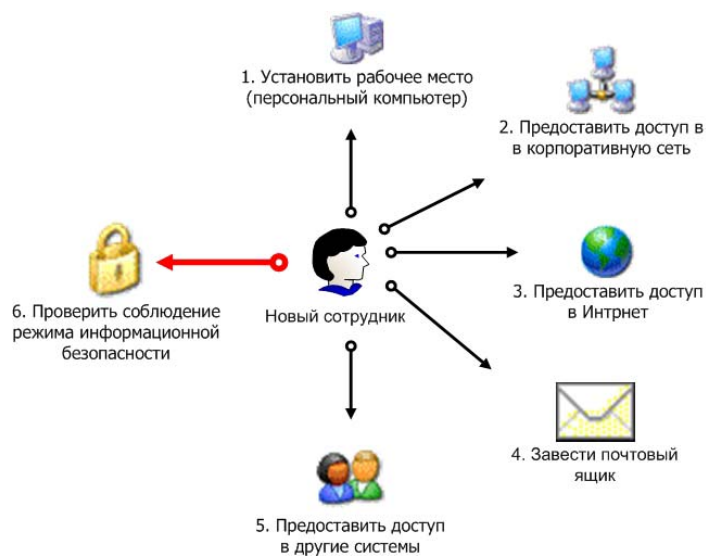 1. Установить рабочее место
(персональный компьютер)
2. Предоставить доступ в
в корпоративную сеть
3. Предоставить доступ
в Интрнет
4. Завести почтовый
ящик
5. Предоставить доступ
в другие системы
6. Проверить соблюдение
режима информационной
безопасности
Новый сотрудник